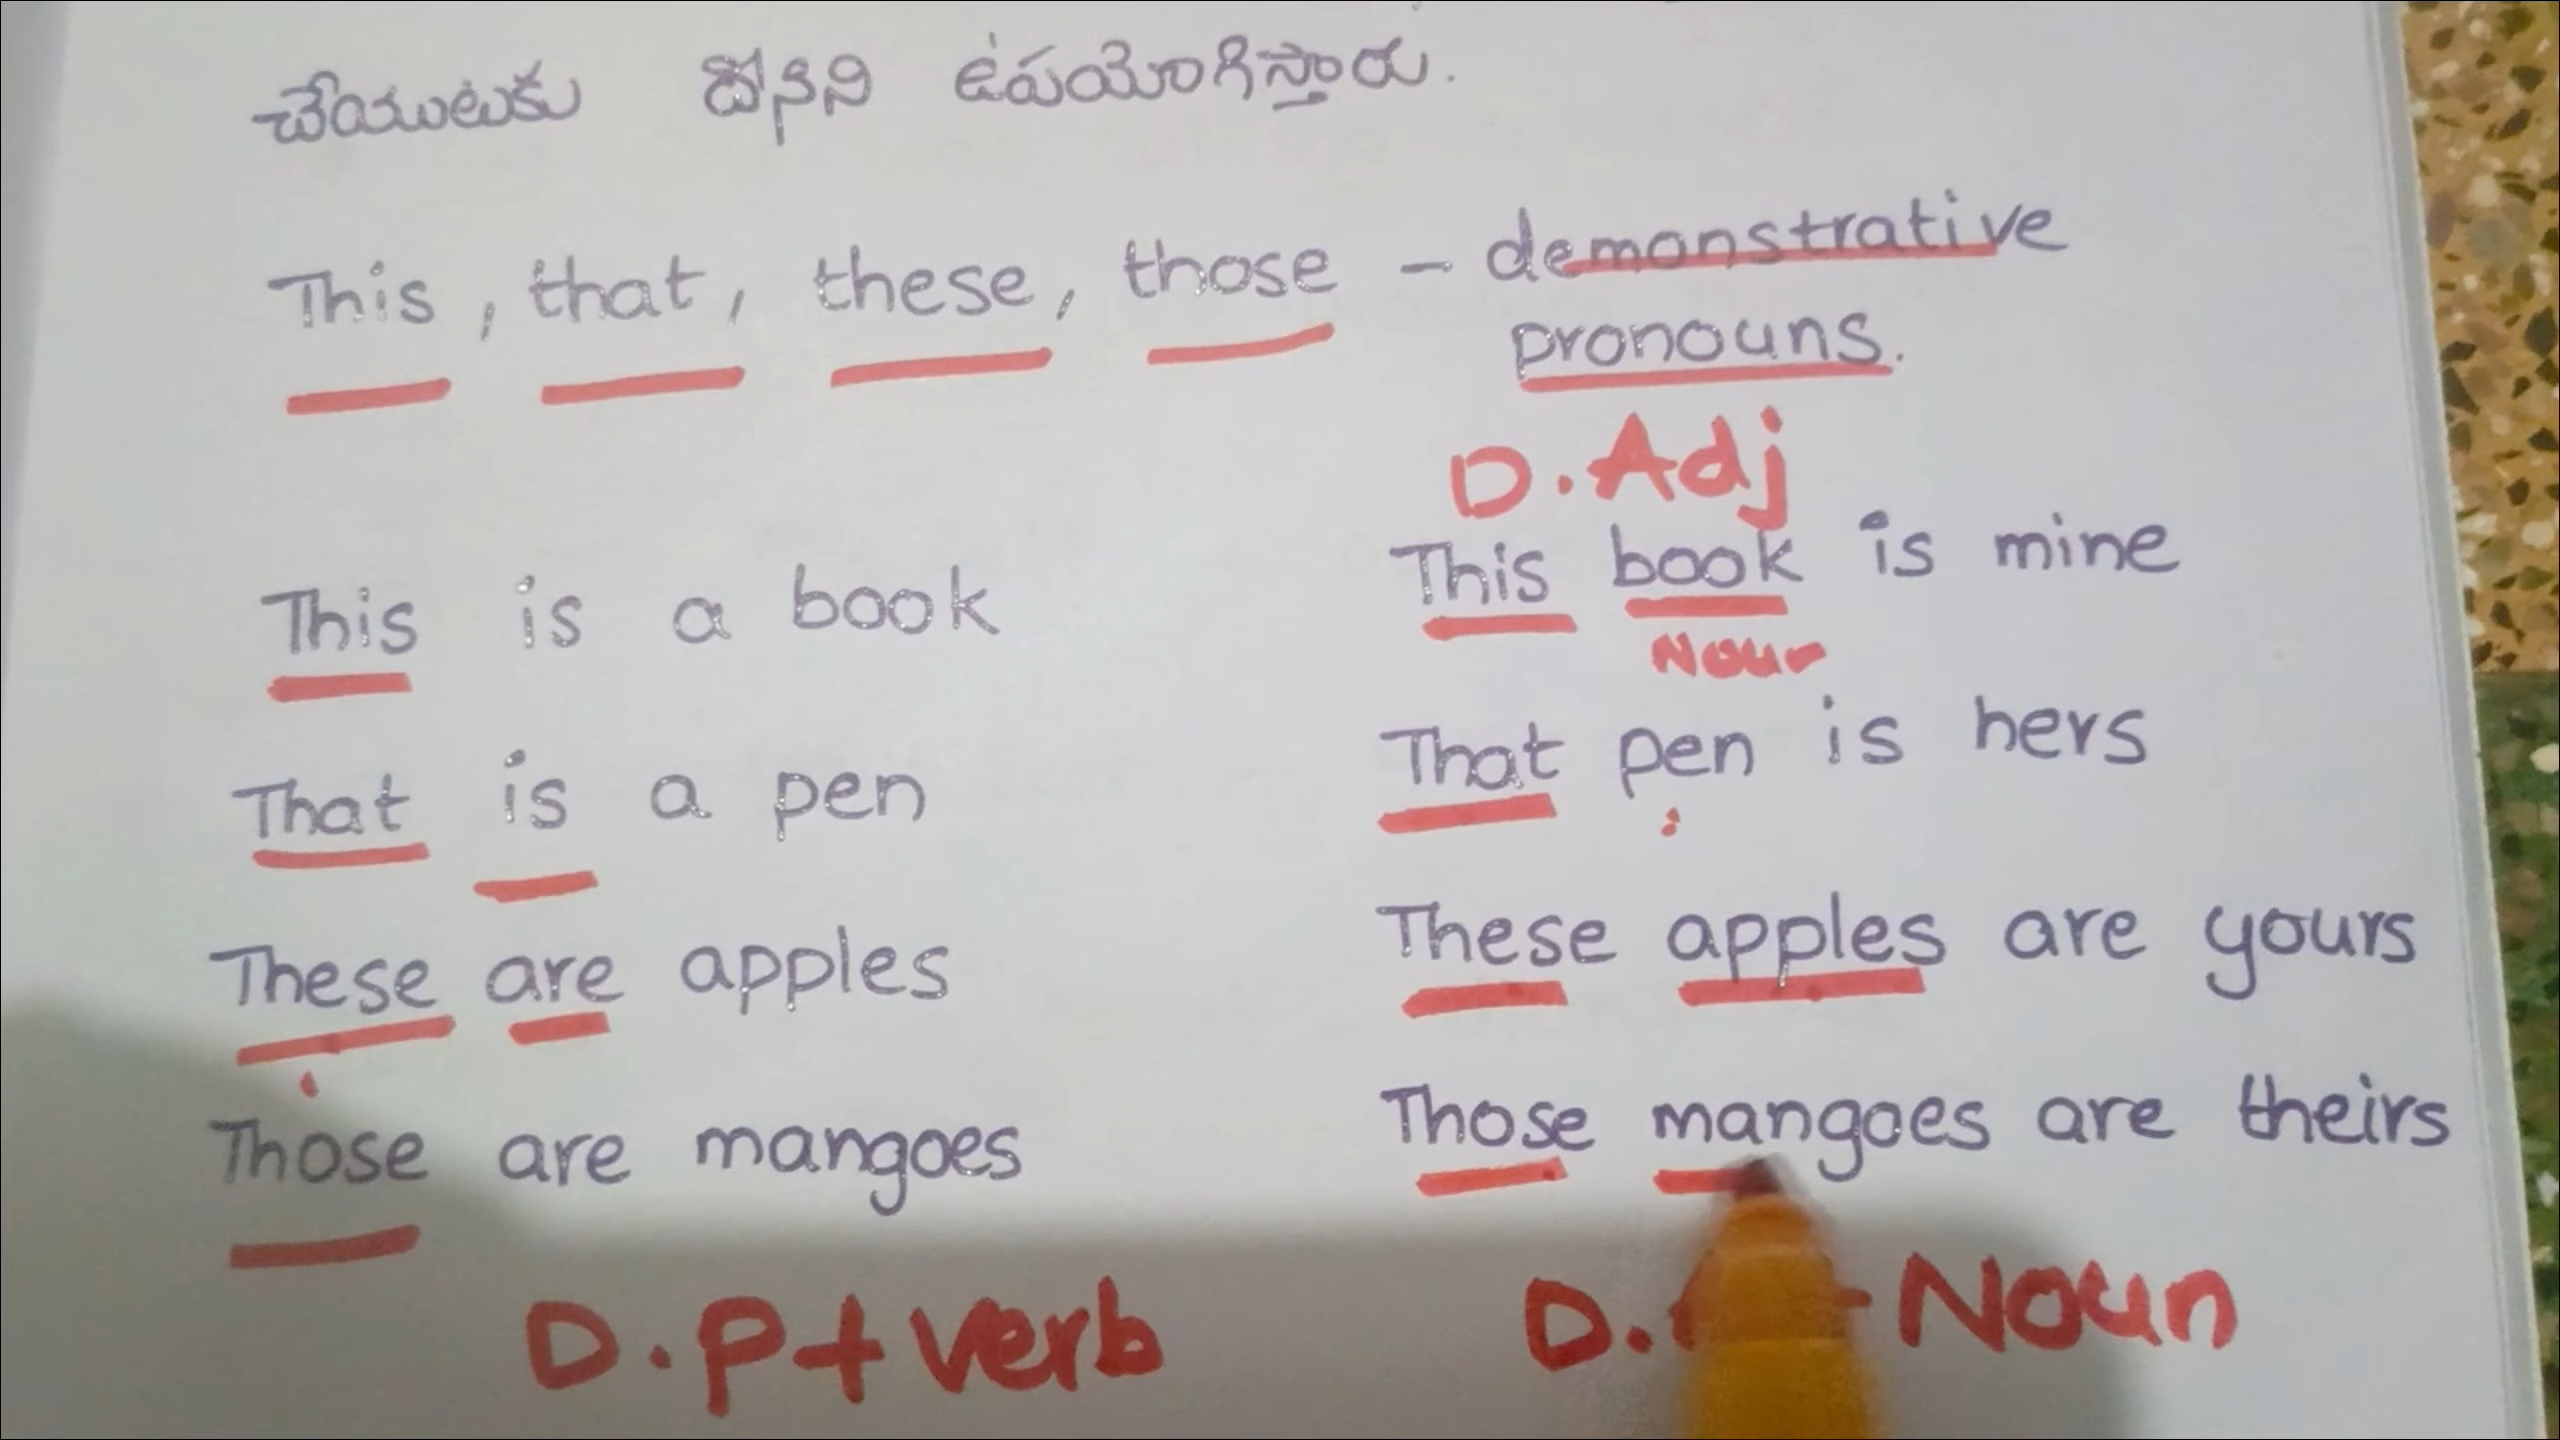 చేయుటకు దీనిని ఉపయోగిస్తారు.
This, that, these, those - demonstrative
pronouns.
D. Adj
This is a book
That is a pen
These are apples
Those are mangoes
D. P + verb
This book is mine
Noun
That pen is hers
These apples are yours
Those mangoes are theirs
D. Noun